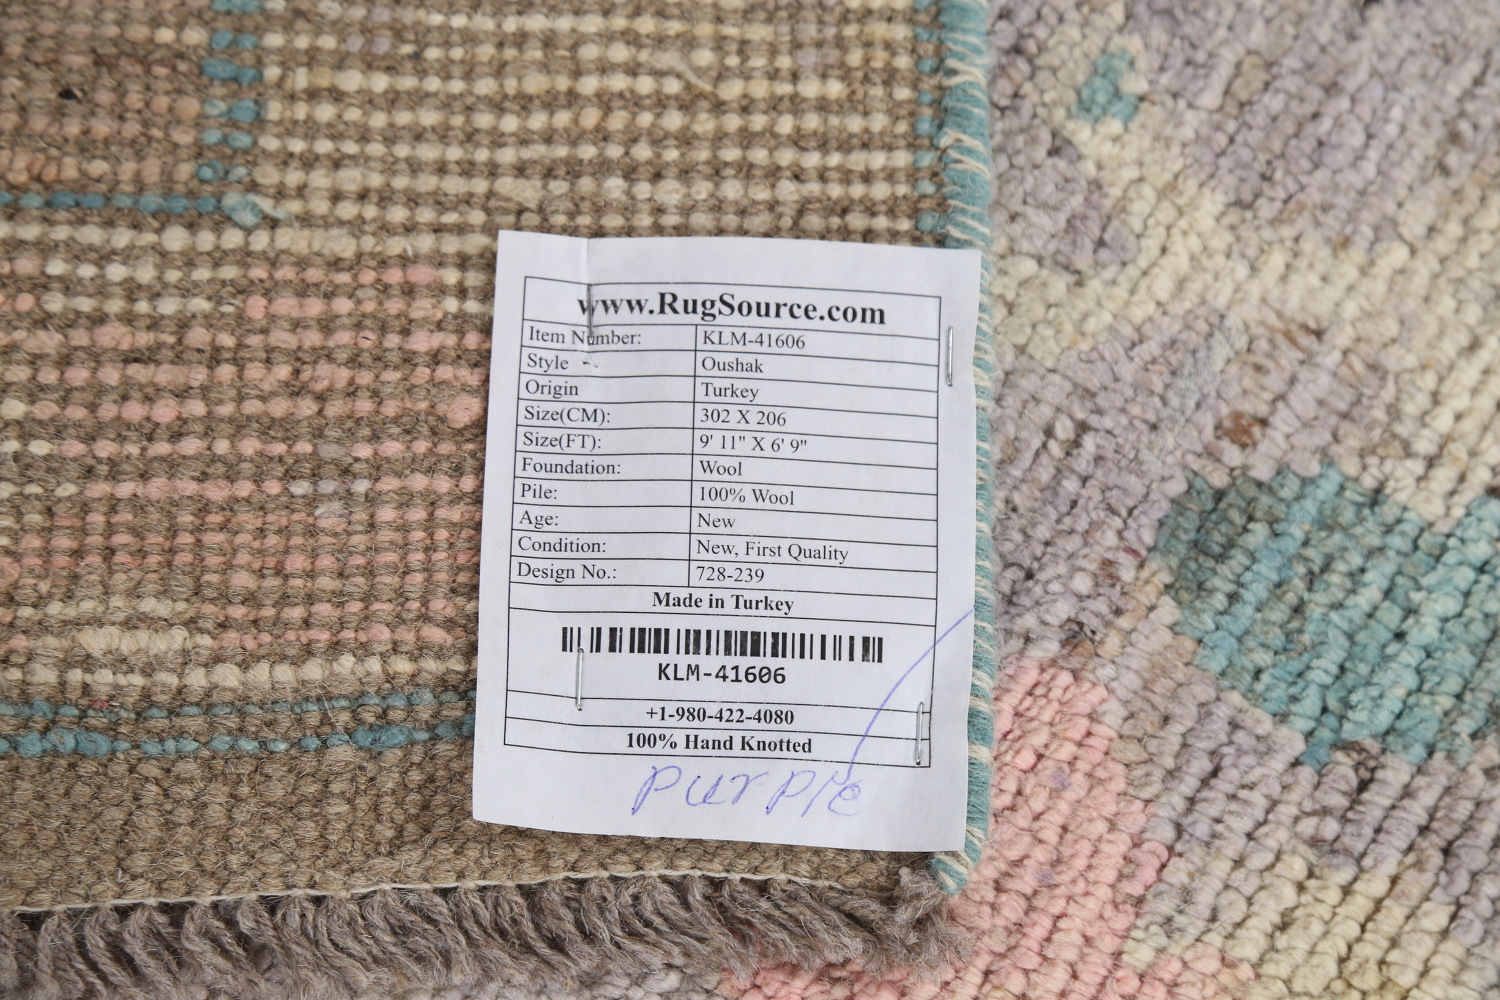 www.RugSource.com
Item Number: KLM-41606
Style Oushak
Origin Turkey
Size(CM): 302 X 206
Size(FT): 9' 11" X 6' 9"
Foundation: Wool
Pile: 100% Wool
Age: New
Condition: New, First Quality
Design No.: 728-239
Made in Turkey
KLM-41606
+1-980-422-4080
100% Hand Knotted
purple